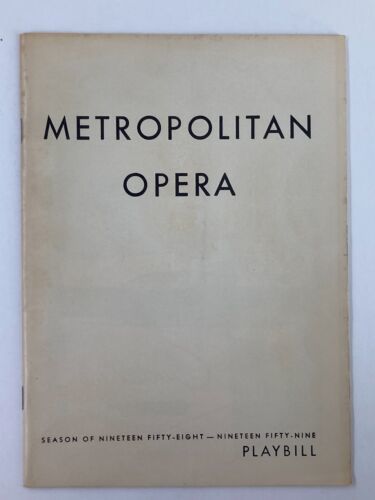 METROPOLITAN
OPERA
SEASON OF NINETEEN FIFTY-EIGHT — NINETEEN FIFTY-NINE
PLAYBILL